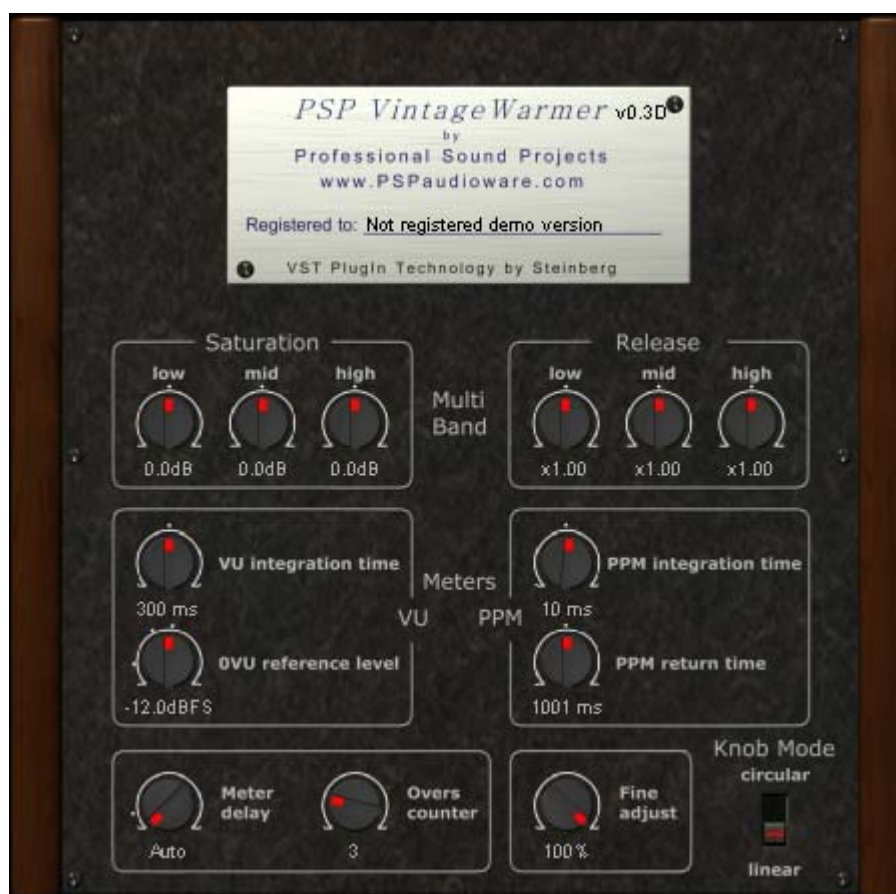 PSP VintageWarmer v0.3D
by
Professional Sound Projects
www.PSPaudioware.com
Registered to: Not registered demo version
VST PlugIn Technology by Steinberg
Saturation
low mid high
0.0dB 0.0dB 0.0dB
Multi
Band
Release
low mid high
x1.00 x1.00 x1.00
VU integration time
300 ms
0VU reference level
-12.0dBFS
Meters
VU PPM
PPM integration time
10 ms
PPM return time
1001 ms
Meter
delay
Auto
Overs
counter
3
Fine
adjust
100%
Knob Mode
circular
linear